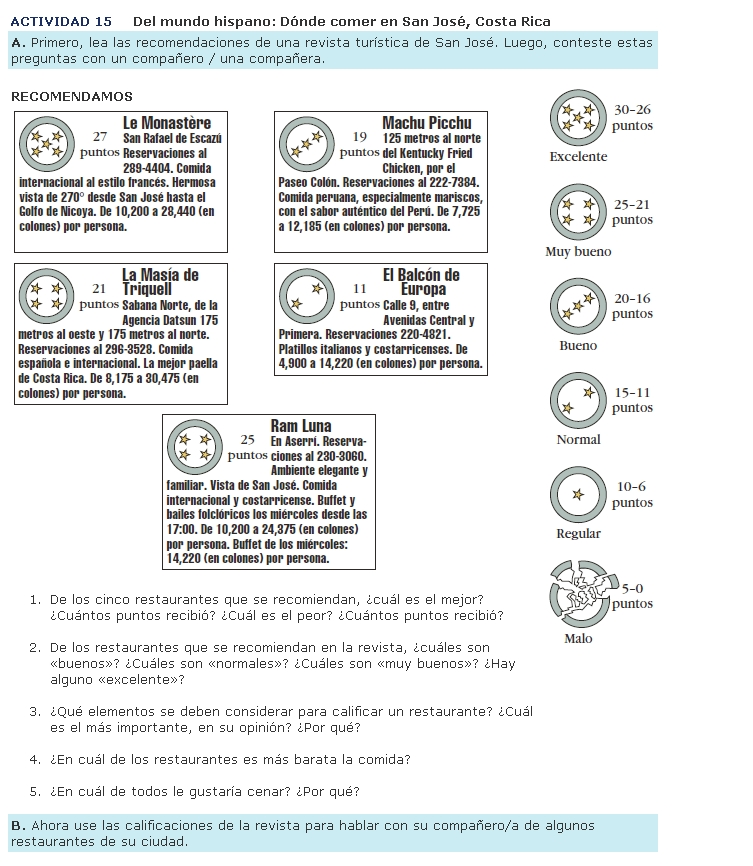 ACTIVIDAD 15 Del mundo hispano: Dónde comer en San José, Costa Rica
A. Primero, lea las recomendaciones de una revista turística de San José. Luego, conteste estas
preguntas con un compañero / una compañera.
RECOMENDAMOS
Le Monastère
27 puntos
San Rafael de Escazú
Reservaciones al
289-4404. Comida
internacional al estilo francés. Hermosa
vista de 270° desde San José hasta el
Golfo de Nicoya. De 10,200 a 28,440 (en
colones) por persona.
Machu Picchu
19 puntos
125 metros al norte
del Kentucky Fried
Chicken, por el
Paseo Colón. Reservaciones al 222-7384.
Comida peruana, especialmente mariscos,
con el sabor auténtico del Perú. De 7,725
a 12,185 (en colones) por persona.
La Masía de
Triquell
21 puntos
Sabana Norte, de la
Agencia Datsun 175
metros al oeste y 175 metros al norte.
Reservaciones al 296-3528. Comida
española e internacional. La mejor paella
de Costa Rica. De 8,175 a 30,475 (en
colones) por persona.
El Balcón de
Europa
11 puntos
Calle 9, entre
Avenidas Central y
Primera. Reservaciones 220-4821.
Platillos italianos y costarricenses. De
4,900 a 14,220 (en colones) por persona.
Ram Luna
25 puntos
En Aserrí. Reserva-
ciones al 230-3060.
Ambiente elegante y
familiar. Vista de San José. Comida
internacional y costarricense. Buffet y
bailes folclóricos los miércoles desde las
17:00. De 10,200 a 24,375 (en colones)
por persona. Buffet de los miércoles:
14,220 (en colones) por persona.
30–26
puntos
Excelente
25–21
puntos
Muy bueno
20–16
puntos
Bueno
15–11
puntos
Normal
10–6
puntos
Regular
5–0
puntos
Malo
1. De los cinco restaurantes que se recomiendan, ¿cuál es el mejor?
¿Cuántos puntos recibió? ¿Cuál es el peor? ¿Cuántos puntos recibió?
2. De los restaurantes que se recomiendan en la revista, ¿cuáles son
«buenos»? ¿Cuáles son «normales»? ¿Cuáles son «muy buenos»? ¿Hay
alguno «excelente»?
3. ¿Qué elementos se deben considerar para calificar un restaurante? ¿Cuál
es el más importante, en su opinión? ¿Por qué?
4. ¿En cuál de los restaurantes es más barata la comida?
5. ¿En cuál de todos le gustaría cenar? ¿Por qué?
B. Ahora use las calificaciones de la revista para hablar con su compañero/a de algunos
restaurantes de su ciudad.